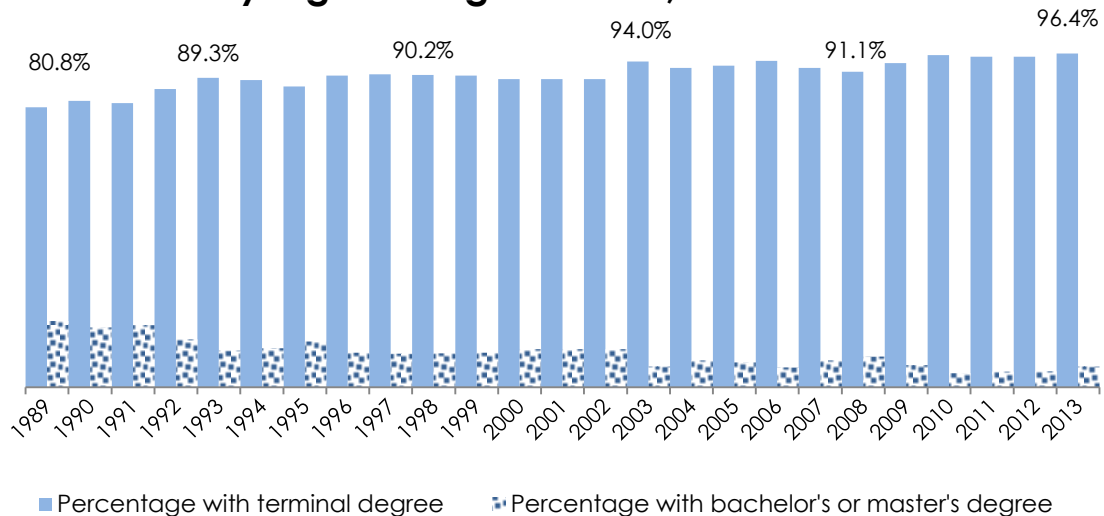 96.4%
94.0%
80.8% 89.3% 90.2% 91.1%
1989 1990 1991 1992 1993 1994 1995 1996 1997 1998 1999 2000 2001 2002 2003 2004 2005 2006 2007 2008 2009 2010 2011 2012 2013
Percentage with terminal degree Percentage with bachelor's or master's degree